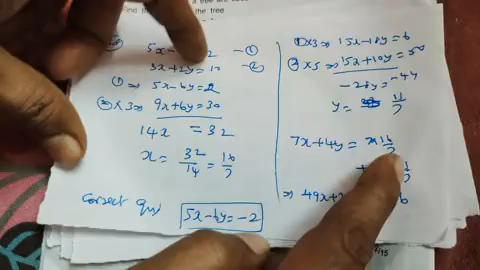 the tree
5x- 2 -①
3x+2y=10 -②
①⇒ 5x-6y=2
②×3⇒ 9x+6y=30
14x = 32
x= 32/14 = 16/7
correct
5x-6y=-2
①×3⇒ 15x-18y=6
②×5⇒ 15x+10y=50
-28y=-44
y= 11/7
7x+4y= 16/7
⇒ 49x+